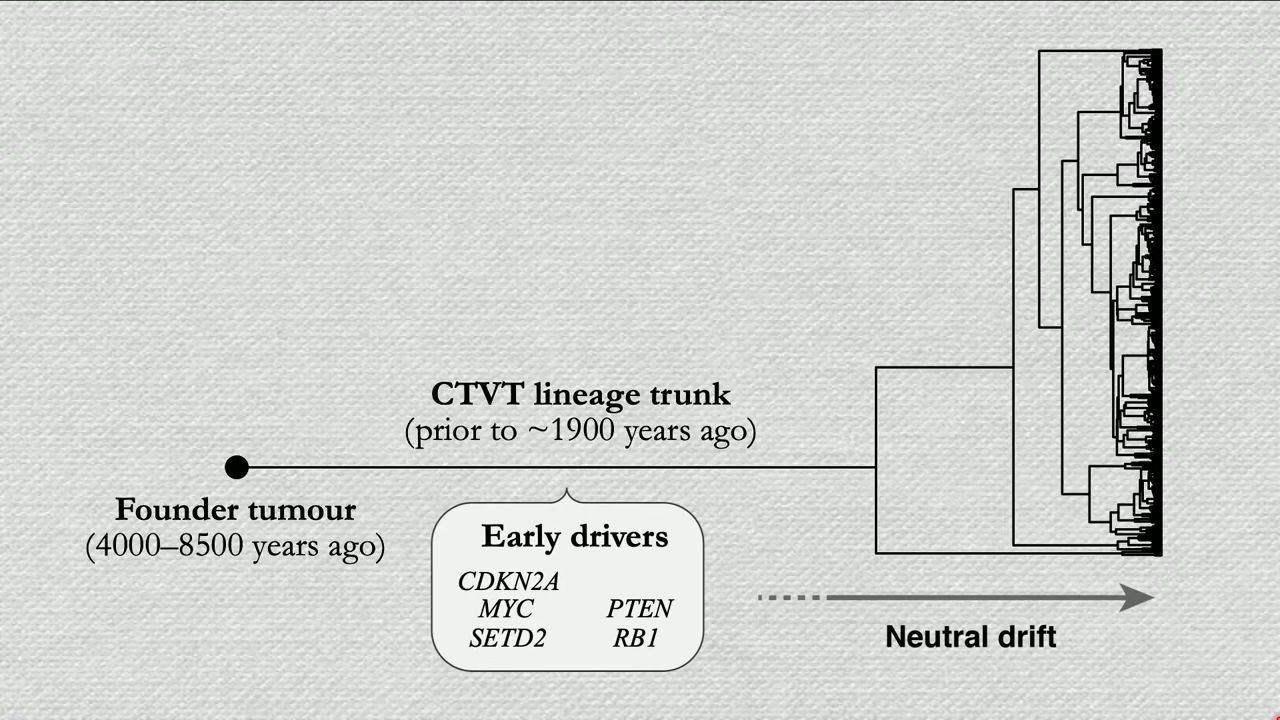 CTVT lineage trunk
(prior to ~1900 years ago)
Founder tumour
(4000–8500 years ago)
Early drivers
CDKN2A
MYC PTEN
SETD2 RB1
Neutral drift